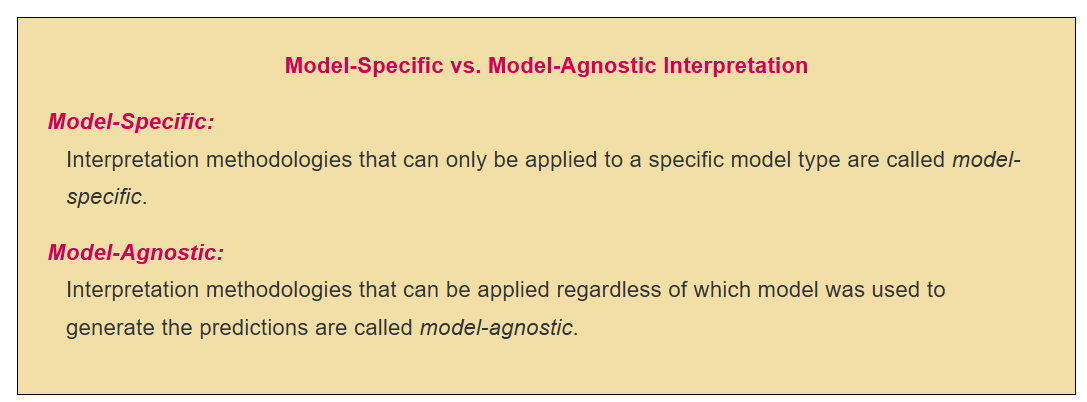 Model-Specific vs. Model-Agnostic Interpretation
Model-Specific:
Interpretation methodologies that can only be applied to a specific model type are called model-
specific.
Model-Agnostic:
Interpretation methodologies that can be applied regardless of which model was used to
generate the predictions are called model-agnostic.